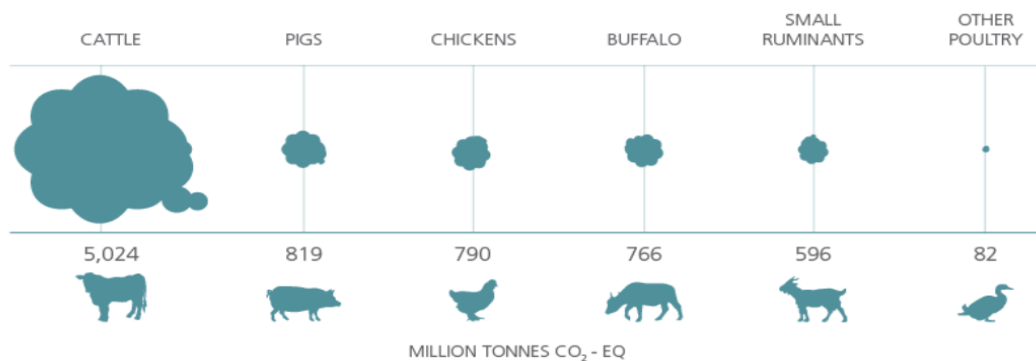 CATTLE
PIGS
CHICKENS
BUFFALO
SMALL
RUMINANTS
OTHER
POULTRY
5,024
819
790
766
596
82
MILLION TONNES CO₂ - EQ